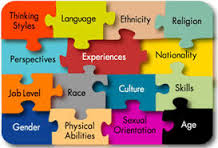 Thinking Styles
Language
Ethnicity
Religion
Perspectives
Experiences
Nationality
Job Level
Race
Culture
Skills
Gender
Physical Abilities
Sexual Orientation
Age